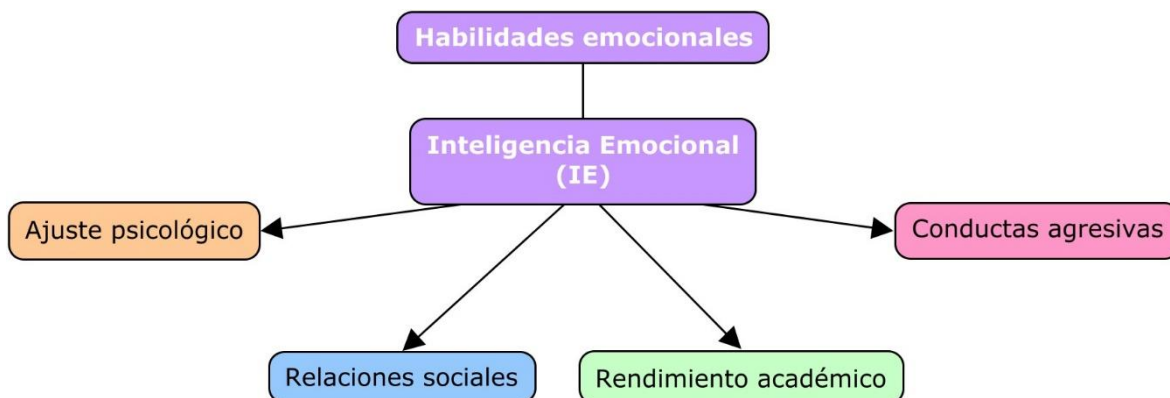 Habilidades emocionales
Inteligencia Emocional
(IE)
Ajuste psicológico
Conductas agresivas
Relaciones sociales
Rendimiento académico